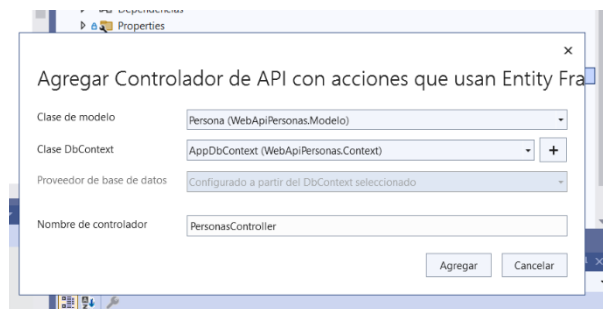 Dependencias
Properties
Agregar Controlador de API con acciones que usan Entity Fra
Clase de modelo
Persona (WebApiPersonas.Modelo)
Clase DbContext
AppDbContext (WebApiPersonas.Context)
Proveedor de base de datos
Configurado a partir del DbContext seleccionado
Nombre de controlador
PersonasController
Agregar
Cancelar